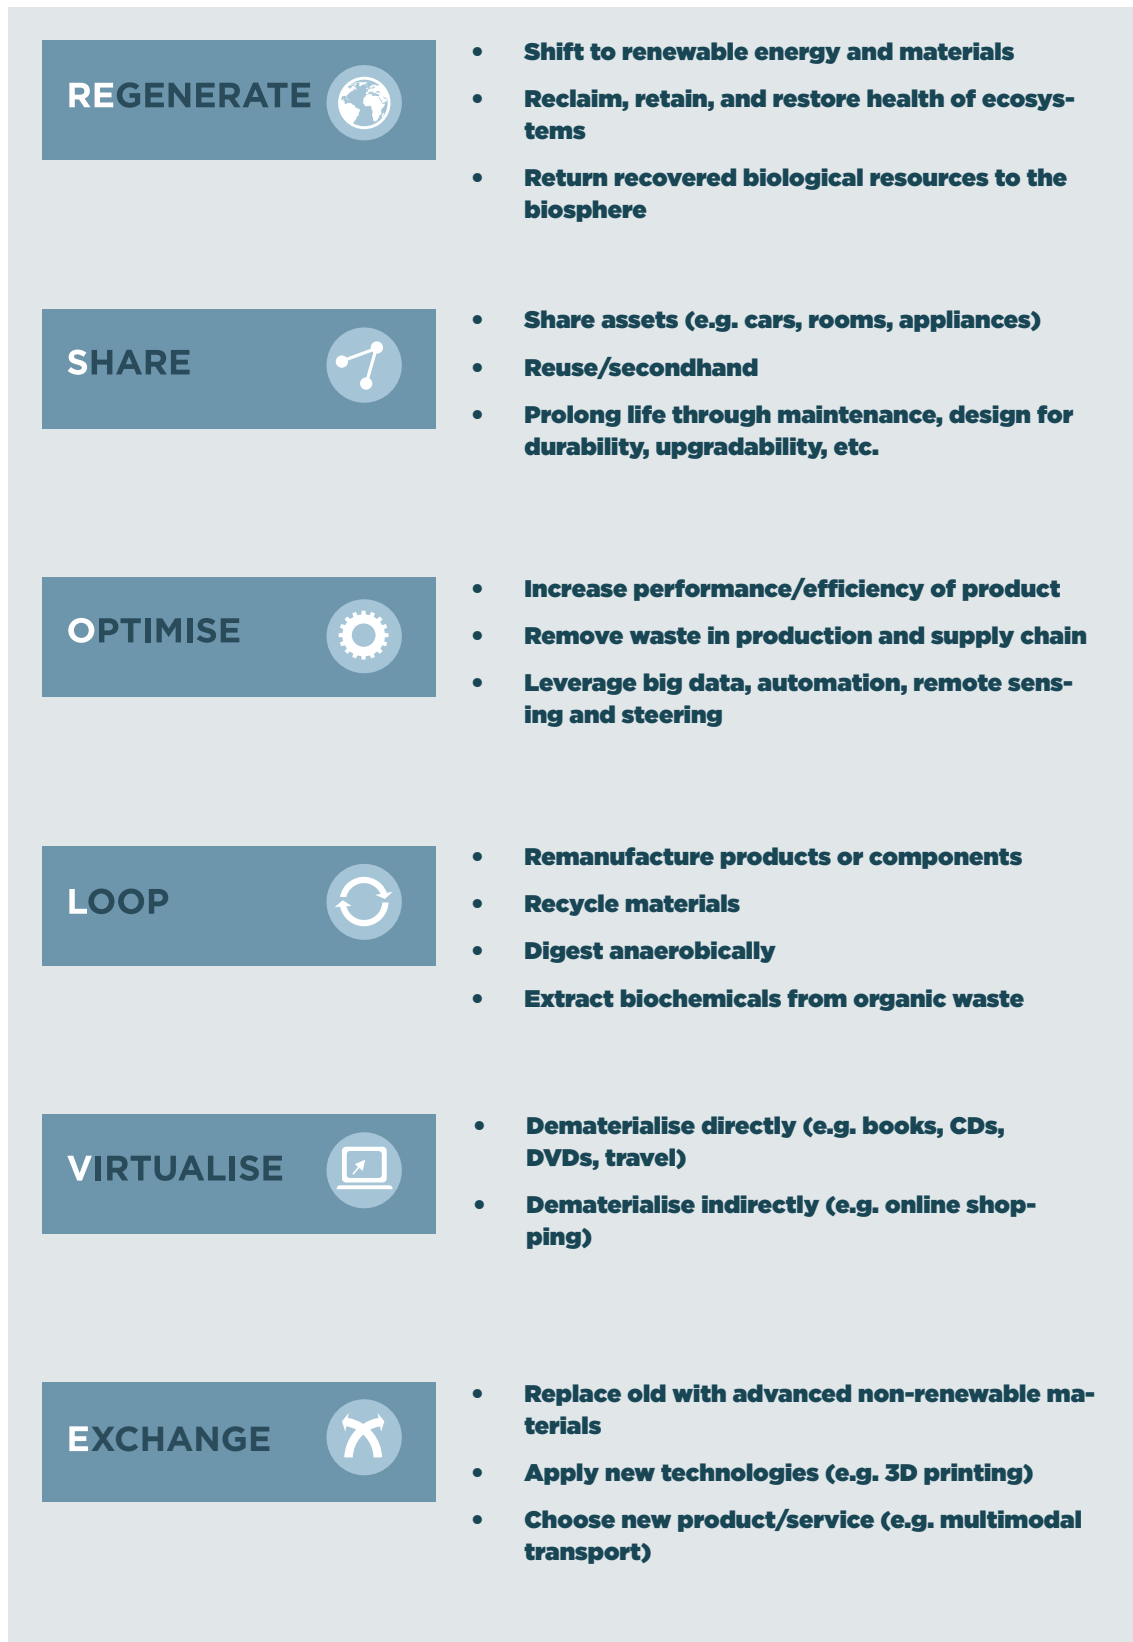 REGENERATE
• Shift to renewable energy and materials
• Reclaim, retain, and restore health of ecosys-
tems
• Return recovered biological resources to the
biosphere
SHARE
• Share assets (e.g. cars, rooms, appliances)
• Reuse/secondhand
• Prolong life through maintenance, design for
durability, upgradability, etc.
OPTIMISE
• Increase performance/efficiency of product
• Remove waste in production and supply chain
• Leverage big data, automation, remote sens-
ing and steering
LOOP
• Remanufacture products or components
• Recycle materials
• Digest anaerobically
• Extract biochemicals from organic waste
VIRTUALISE
• Dematerialise directly (e.g. books, CDs,
DVDs, travel)
• Dematerialise indirectly (e.g. online shop-
ping)
EXCHANGE
• Replace old with advanced non-renewable ma-
terials
• Apply new technologies (e.g. 3D printing)
• Choose new product/service (e.g. multimodal
transport)